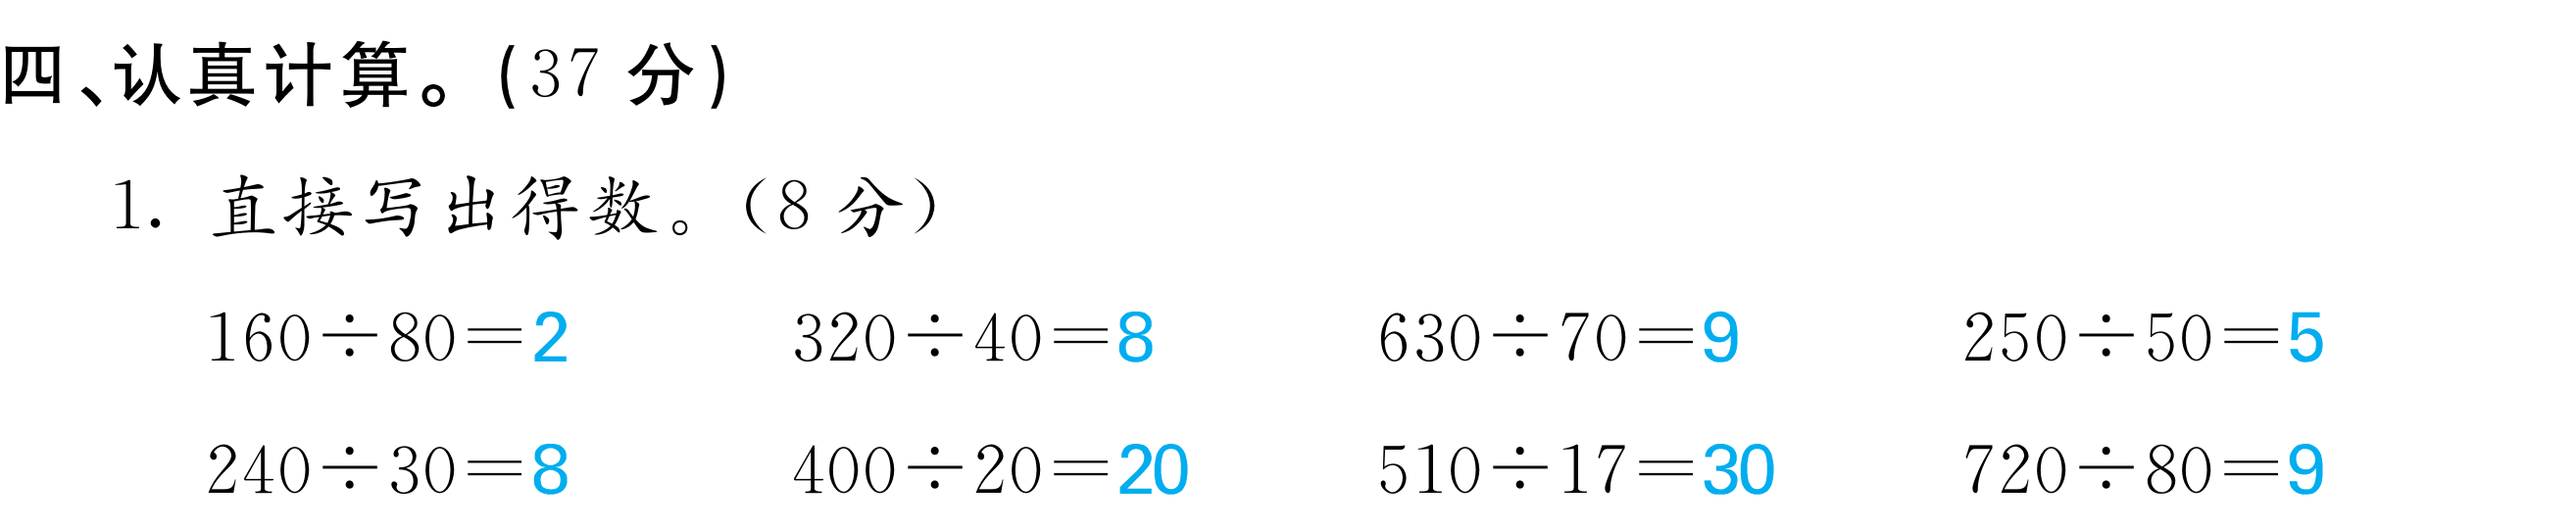 四、认真计算。(37 分)
1. 直接写出得数。(8 分)
160÷80=2 320÷40=8 630÷70=9 250÷50=5
240÷30=8 400÷20=20 510÷17=30 720÷80=9